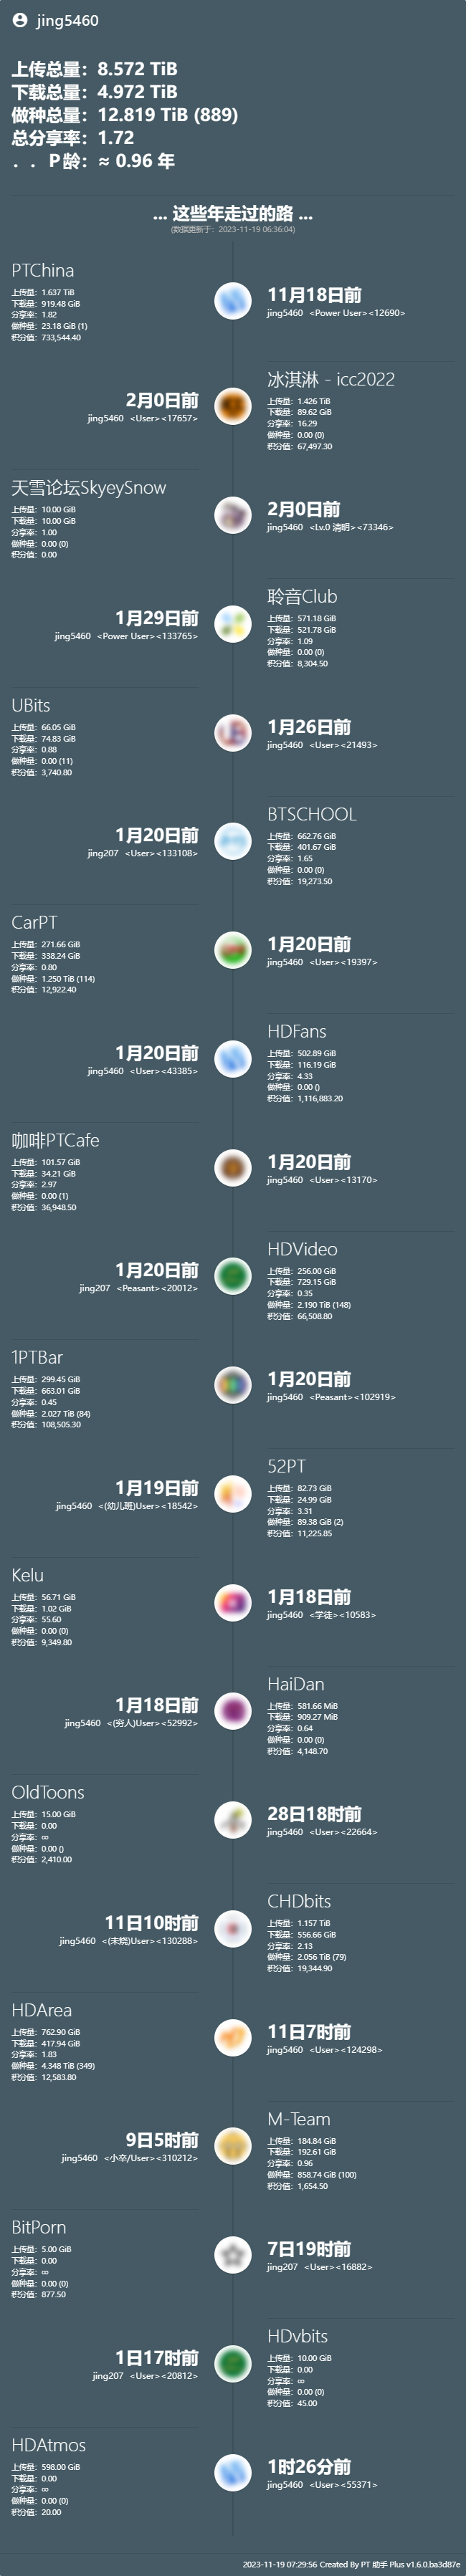 jing5460
上传总量：8.572 TiB
下载总量：4.972 TiB
做种总量：12.819 TiB (889)
总分享率：1.72
．．P龄：≈ 0.96 年
... 这些年走过的路 ...
(数据更新于：2023-11-19 06:36:04)
PTChina
上传量：1.637 TiB
下载量：919.48 GiB
分享率：1.82
做种量：23.18 GiB (1)
积分值：733,544.40
11月18日前
jing5460 <Power User><12690>
冰淇淋 - icc2022
上传量：1.426 TiB
下载量：89.62 GiB
分享率：16.29
做种量：0.00 (0)
积分值：67,497.30
2月0日前
jing5460 <User><17657>
天雪论坛SkyeySnow
上传量：10.00 GiB
下载量：10.00 GiB
分享率：1.00
做种量：0.00 (0)
积分值：0.00
2月0日前
jing5460 <Lv.0 清明><73346>
聆音Club
上传量：571.18 GiB
下载量：521.78 GiB
分享率：1.09
做种量：0.00 (0)
积分值：8,304.50
1月29日前
jing5460 <Power User><133765>
UBits
上传量：66.05 GiB
下载量：74.83 GiB
分享率：0.88
做种量：0.00 (11)
积分值：3,740.80
1月26日前
jing5460 <User><21493>
BTSCHOOL
上传量：662.76 GiB
下载量：401.67 GiB
分享率：1.65
做种量：0.00 (0)
积分值：19,273.50
1月20日前
jing207 <User><133108>
CarPT
上传量：271.66 GiB
下载量：338.24 GiB
分享率：0.80
做种量：1.250 TiB (114)
积分值：12,922.40
1月20日前
jing5460 <User><19397>
HDFans
上传量：502.89 GiB
下载量：116.19 GiB
分享率：4.33
做种量：0.00 ()
积分值：1,116,883.20
1月20日前
jing5460 <User><43385>
咖啡PTCafe
上传量：101.57 GiB
下载量：34.21 GiB
分享率：2.97
做种量：0.00 (1)
积分值：36,948.50
1月20日前
jing5460 <User><13170>
HDVideo
上传量：256.00 GiB
下载量：729.15 GiB
分享率：0.35
做种量：2.190 TiB (148)
积分值：66,508.80
1月20日前
jing207 <Peasant><20012>
1PTBar
上传量：299.45 GiB
下载量：663.01 GiB
分享率：0.45
做种量：2.027 TiB (84)
积分值：108,505.30
1月20日前
jing5460 <Peasant><102919>
52PT
上传量：82.73 GiB
下载量：24.99 GiB
分享率：3.31
做种量：89.38 GiB (2)
积分值：11,225.85
1月19日前
jing5460 <(幼儿班)User><18542>
Kelu
上传量：56.71 GiB
下载量：1.02 GiB
分享率：55.60
做种量：0.00 (0)
积分值：9,349.80
1月18日前
jing5460 <学徒><10583>
HaiDan
上传量：581.66 MiB
下载量：909.27 MiB
分享率：0.64
做种量：0.00 (0)
积分值：4,148.70
1月18日前
jing5460 <(穷人)User><52992>
OldToons
上传量：15.00 GiB
下载量：0.00
分享率：∞
做种量：0.00 ()
积分值：2,410.00
28日18时前
jing5460 <User><22664>
CHDbits
上传量：1.157 TiB
下载量：556.66 GiB
分享率：2.13
做种量：2.056 TiB (79)
积分值：19,344.90
11日10时前
jing5460 <(末烧)User><130288>
HDArea
上传量：762.90 GiB
下载量：417.94 GiB
分享率：1.83
做种量：4.348 TiB (349)
积分值：12,583.80
11日7时前
jing5460 <User><124298>
M-Team
上传量：184.84 GiB
下载量：192.61 GiB
分享率：0.96
做种量：858.74 GiB (100)
积分值：1,654.50
9日5时前
jing5460 <小卒/User><310212>
BitPorn
上传量：5.00 GiB
下载量：0.00
分享率：∞
做种量：0.00 (0)
积分值：877.50
7日19时前
jing207 <User><16882>
HDvbits
上传量：10.00 GiB
下载量：0.00
分享率：∞
做种量：0.00 (0)
积分值：45.00
1日17时前
jing207 <User><20812>
HDAtmos
上传量：598.00 GiB
下载量：0.00
分享率：∞
做种量：0.00 (0)
积分值：20.00
1时26分前
jing5460 <User><55371>
2023-11-19 07:29:56 Created By PT 助手 Plus v1.6.0.ba3d87e